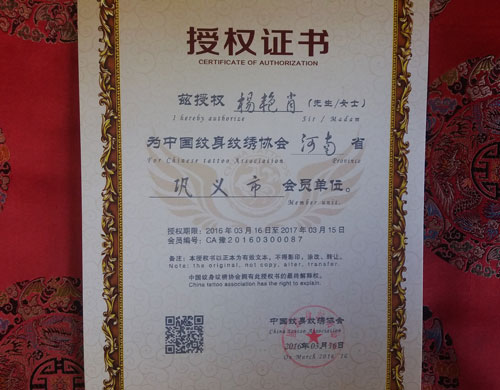 授权证书
CERTIFICATE OF AUTHORIZATION
兹授权 杨艳肖 (先生/女士)
I hereby authorize Sir / Madam
为中国纹身纹绣协会 河南 省
For Chinese tattoo Association Province
巩义市 会员单位。
Member unit.
授权期限：2016年03月16日至2017年03月15日
会员编号：CA豫20160300087
备注：本授权书以正本为有效文本，不得影印、涂改、转让。
Note: the original, not copy, alter, transfer.
中国纹身纹绣协会拥有此授权书的最终解释权。
China tattoo association has the right to explain.
中国纹身纹绣协会
China tattoo Association
2016年03月16日
On March 2016, 16